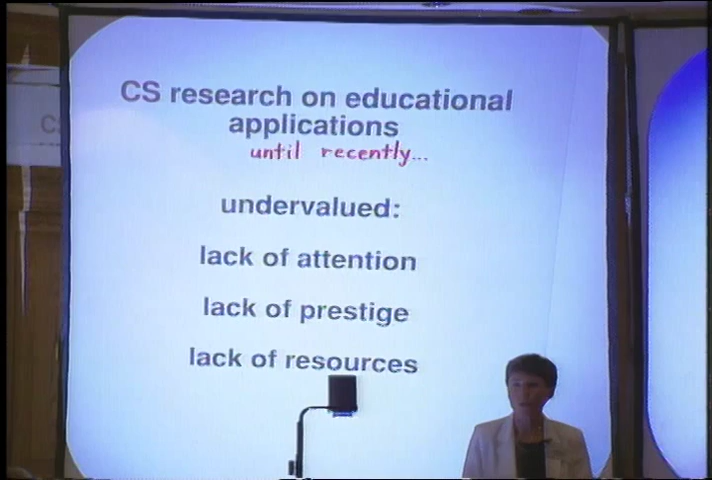 CS research on educational
applications
until recently...
undervalued:
lack of attention
lack of prestige
lack of resources